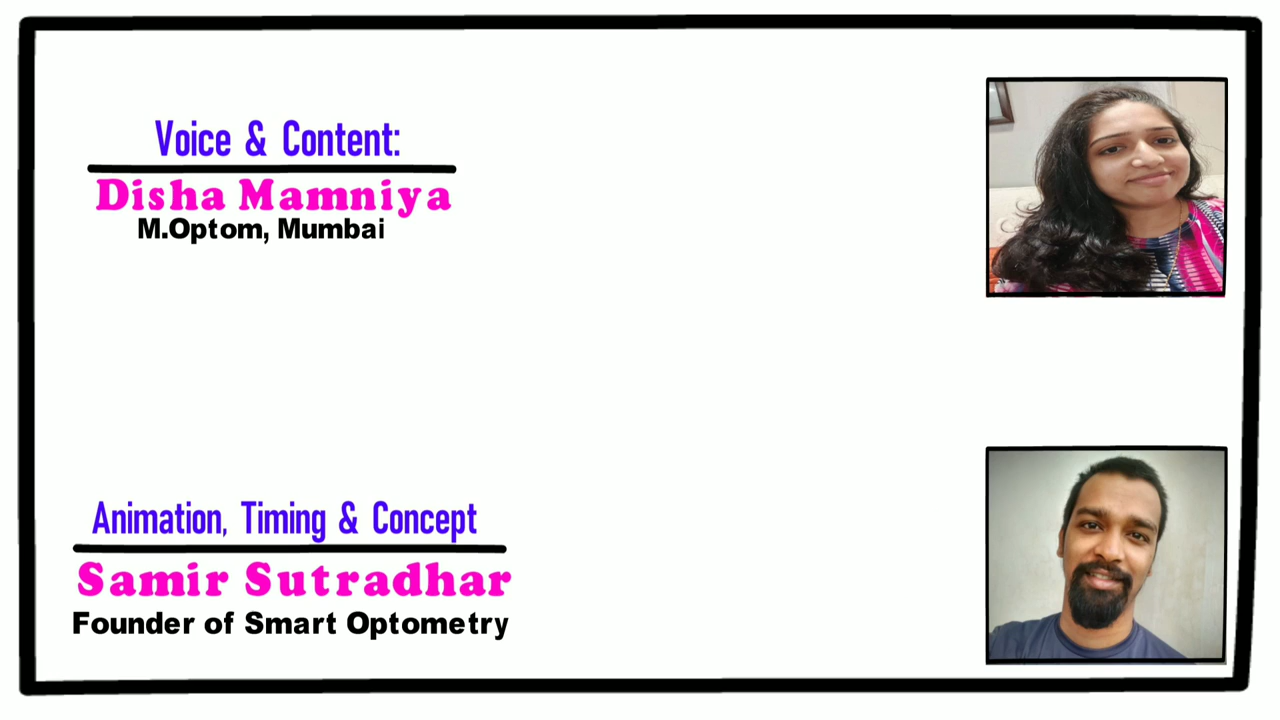 Voice & Content:
Disha Mamniya
M.Optom, Mumbai
Animation, Timing & Concept
Samir Sutradhar
Founder of Smart Optometry